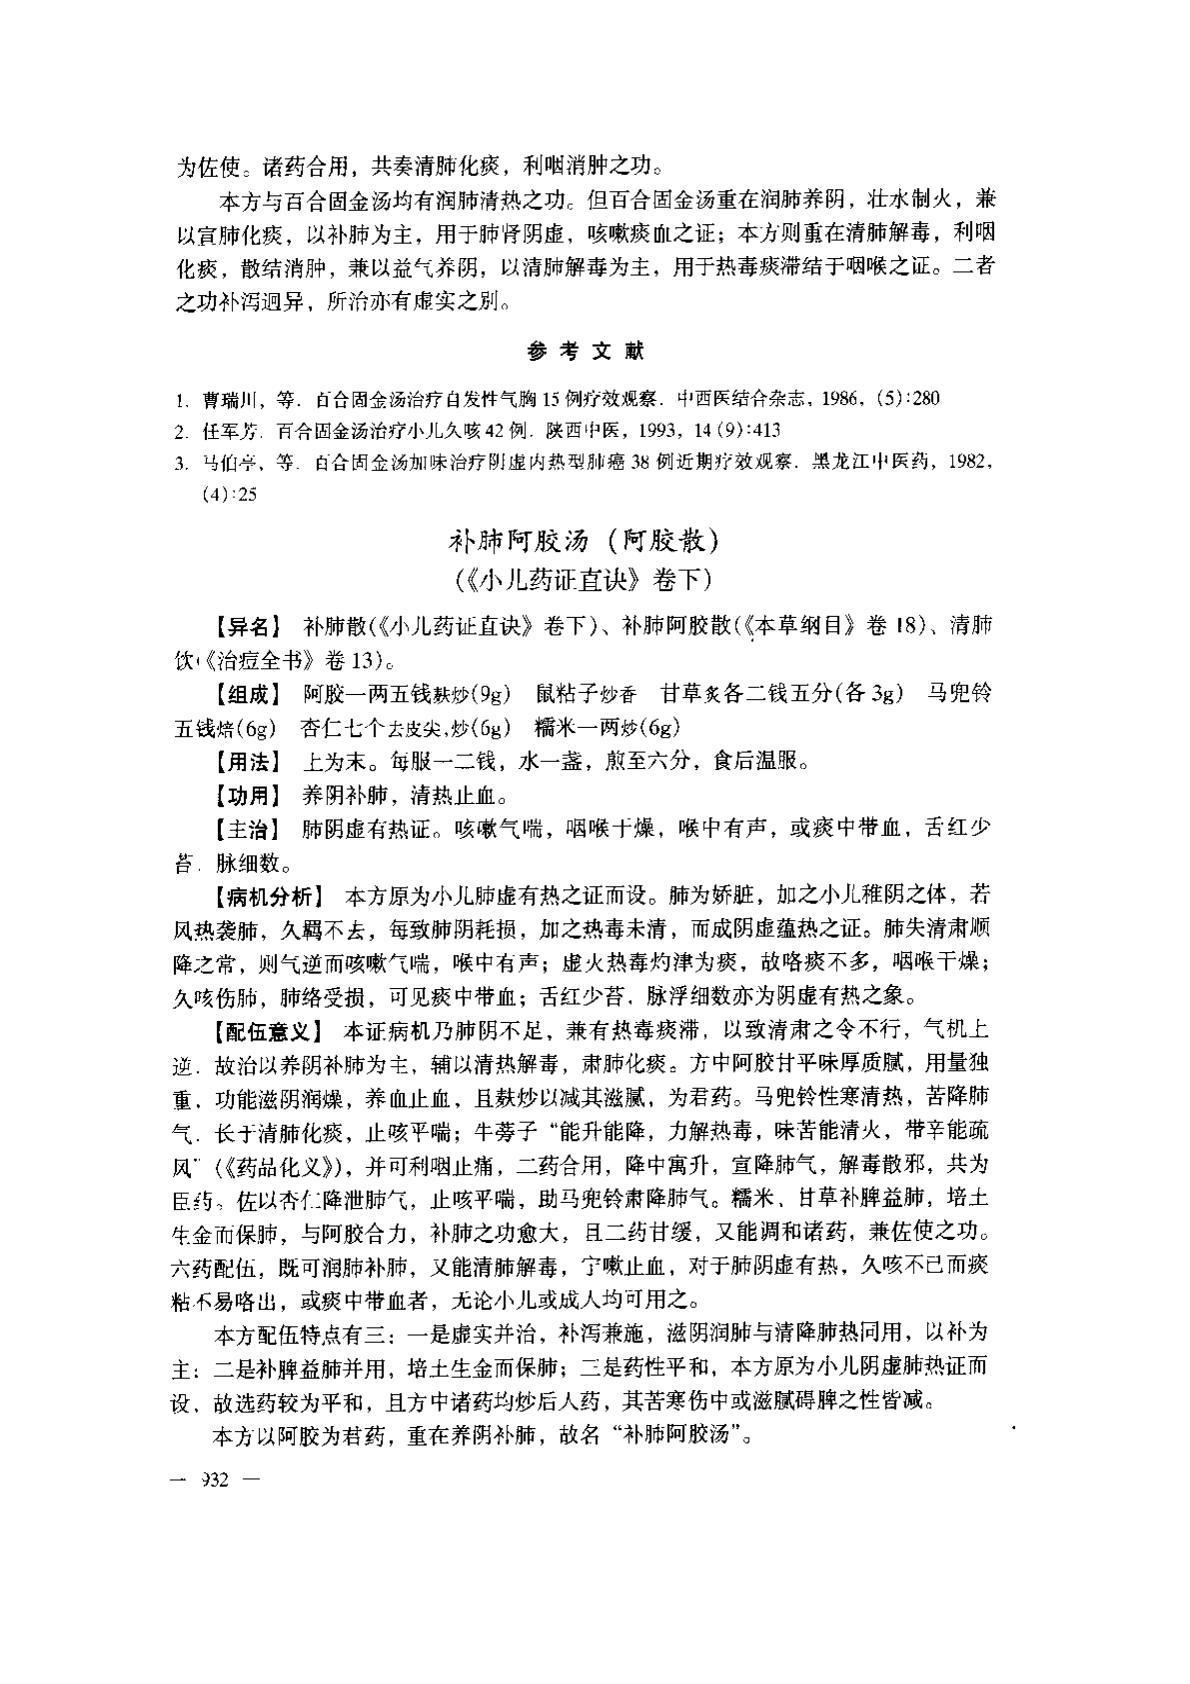 为佐使。诸药合用，共奏清肺化痰，利咽消肿之功。
本方与百合固金汤均有润肺清热之功。但百合固金汤重在润肺养阴，壮水制火，兼
以宣肺化痰，以补肺为主，用于肺肾阴虚，咳嗽痰血之证；本方则重在清肺解毒，利咽
化痰，散结消肿，兼以益气养阴，以清肺解毒为主，用于热毒痰滞结于咽喉之证。二者
之功补泻迥异，所治亦有虚实之别。
参考文献
1. 曹瑞川，等．百合固金汤治疗自发性气胸 15 例疗效观察．中西医结合杂志，1986，(5)：280
2. 任军芳．百合固金汤治疗小儿久咳 42 例．陕西中医，1993，14 (9)：413
3. 马伯亭，等．百合固金汤加味治疗阴虚内热型肺癌 38 例近期疗效观察．黑龙江中医药，1982，
(4)：25
补肺阿胶汤（阿胶散）
(《小儿药证直诀》卷下)
【异名】 补肺散(《小儿药证直诀》卷下)、补肺阿胶散(《本草纲目》卷 18)、清肺
饮(《治痘全书》卷 13)。
【组成】 阿胶一两五钱麸炒(9g) 鼠粘子炒香 甘草炙各二钱五分(各 3g) 马兜铃
五钱焙(6g) 杏仁七个去皮尖,炒(6g) 糯米一两炒(6g)
【用法】 上为末。每服一二钱，水一盏，煎至六分，食后温服。
【功用】 养阴补肺，清热止血。
【主治】 肺阴虚有热证。咳嗽气喘，咽喉干燥，喉中有声，或痰中带血，舌红少
苔，脉细数。
【病机分析】 本方原为小儿肺虚有热之证而设。肺为娇脏，加之小儿稚阴之体，若
风热袭肺，久羁不去，每致肺阴耗损，加之热毒未清，而成阴虚蕴热之证。肺失清肃顺
降之常，则气逆而咳嗽气喘，喉中有声；虚火热毒灼津为痰，故咯痰不多，咽喉干燥；
久咳伤肺，肺络受损，可见痰中带血；舌红少苔，脉浮细数亦为阴虚有热之象。
【配伍意义】 本证病机乃肺阴不足，兼有热毒痰滞，以致清肃之令不行，气机上
逆．故治以养阴补肺为主，辅以清热解毒，肃肺化痰。方中阿胶甘平味厚质腻，用量独
重，功能滋阴润燥，养血止血，且麸炒以减其滋腻，为君药。马兜铃性寒清热，苦降肺
气．长于清肺化痰，止咳平喘；牛蒡子“能升能降，力解热毒，味苦能清火，带辛能疏
风”（《药品化义》），并可利咽止痛，二药合用，降中寓升，宣降肺气，解毒散邪，共为
臣药。佐以杏仁降泄肺气，止咳平喘，助马兜铃肃降肺气。糯米、甘草补脾益肺，培土
生金而保肺，与阿胶合力，补肺之功愈大，且二药甘缓，又能调和诸药，兼佐使之功。
六药配伍，既可润肺补肺，又能清肺解毒，宁嗽止血，对于肺阴虚有热，久咳不已而痰
粘不易咯出，或痰中带血者，无论小儿或成人均可用之。
本方配伍特点有三：一是虚实并治，补泻兼施，滋阴润肺与清降肺热同用，以补为
主；二是补脾益肺并用，培土生金而保肺；三是药性平和，本方原为小儿阴虚肺热证而
设，故选药较为平和，且方中诸药均炒后入药，其苦寒伤中或滋腻碍脾之性皆减。
本方以阿胶为君药，重在养阴补肺，故名“补肺阿胶汤”。
— 932 —